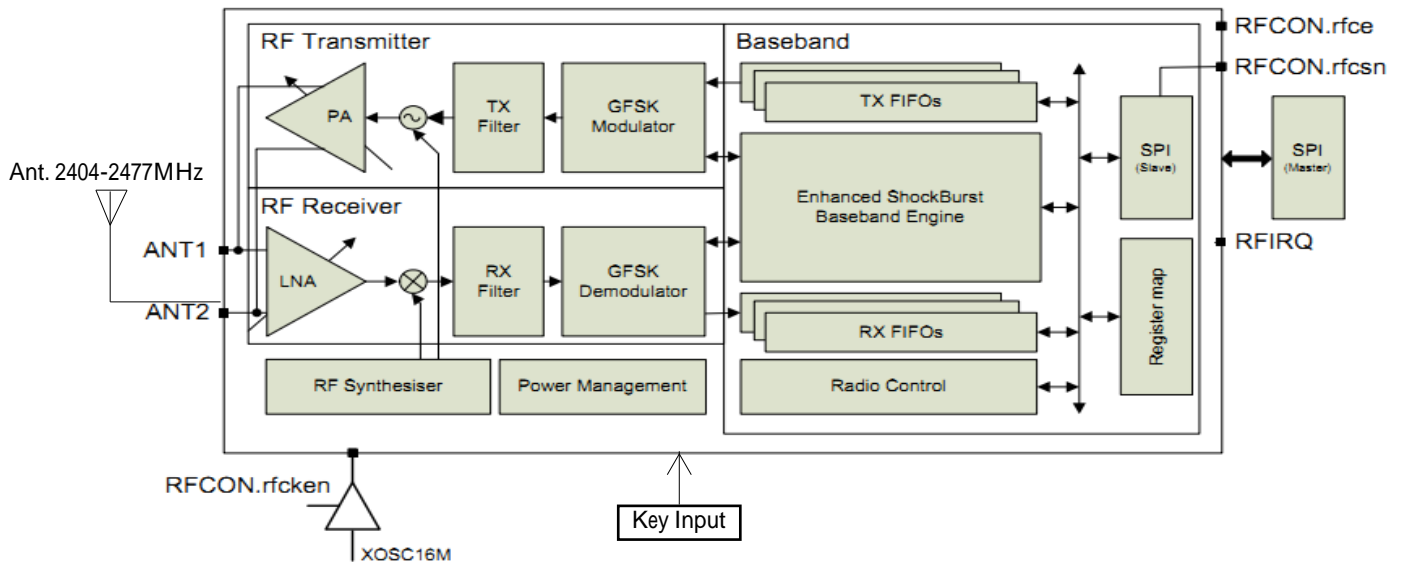 RF Transmitter
Baseband
RFCON.rfce
RFCON.rfcsn
PA
TX
Filter
GFSK
Modulator
TX FIFOs
SPI
(Slave)
SPI
(Master)
Ant. 2404-2477MHz
RF Receiver
Enhanced ShockBurst
Baseband Engine
ANT1
RFIRQ
LNA
RX
Filter
GFSK
Demodulator
ANT2
RX FIFOs
Register map
RF Synthesiser
Power Management
Radio Control
RFCON.rfcken
Key Input
XOSC16M